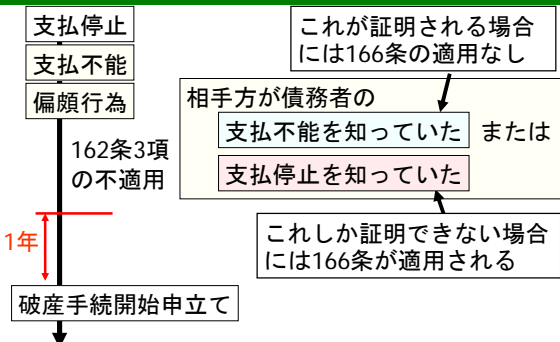 支払停止
支払不能
偏頗行為
162条3項
の不適用
1年
破産手続開始申立て
これが証明される場合
には166条の適用なし
相手方が債務者の
支払不能を知っていた または
支払停止を知っていた
これしか証明できない場合
には166条が適用される